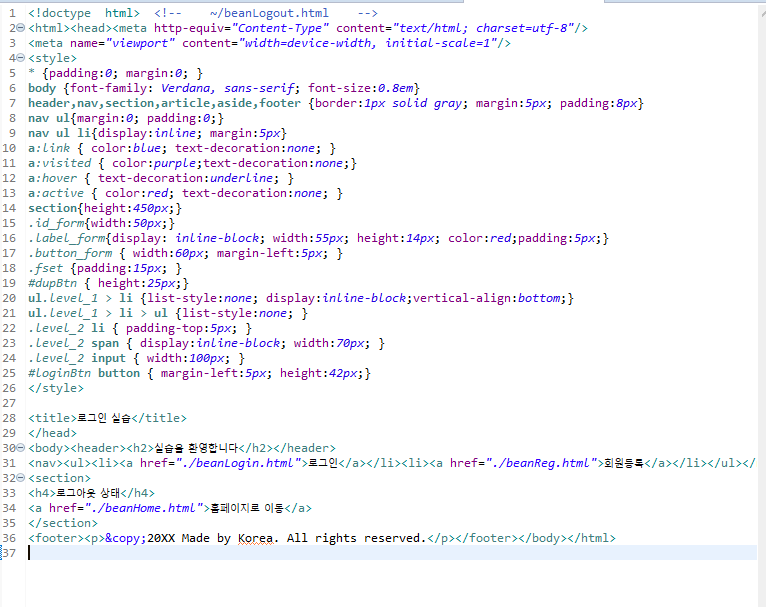 1 <!doctype  html>  <!--   ~/beanLogout.html    -->
2 <html><head><meta http-equiv="Content-Type" content="text/html; charset=utf-8"/>
3 <meta name="viewport" content="width=device-width, initial-scale=1"/>
4 <style>
5 * {padding:0; margin:0; }
6 body {font-family: Verdana, sans-serif; font-size:0.8em}
7 header,nav,section,article,aside,footer {border:1px solid gray; margin:5px; padding:8px}
8 nav ul{margin:0; padding:0;}
9 nav ul li{display:inline; margin:5px}
10 a:link { color:blue; text-decoration:none; }
11 a:visited { color:purple;text-decoration:none;}
12 a:hover { text-decoration:underline; }
13 a:active { color:red; text-decoration:none; }
14 section{height:450px;}
15 .id_form{width:50px;}
16 .label_form{display: inline-block; width:55px; height:14px; color:red;padding:5px;}
17 .button_form { width:60px; margin-left:5px; }
18 .fset {padding:15px; }
19 #dupBtn { height:25px;}
20 ul.level_1 > li {list-style:none; display:inline-block;vertical-align:bottom;}
21 ul.level_1 > li > ul {list-style:none; }
22 .level_2 li { padding-top:5px; }
23 .level_2 span { display:inline-block; width:70px; }
24 .level_2 input { width:100px; }
25 #loginBtn button { margin-left:5px; height:42px;}
26 </style>
27
28 <title>로그인 실습</title>
29 </head>
30 <body><header><h2>실습을 환영합니다</h2></header>
31 <nav><ul><li><a href="./beanLogin.html">로그인</a></li><li><a href="./beanReg.html">회원등록</a></li></ul></
32 <section>
33 <h4>로그아웃 상태</h4>
34 <a href="./beanHome.html">홈페이지로 이동</a>
35 </section>
36 <footer><p>&copy;20XX Made by Korea. All rights reserved.</p></footer></body></html>
37